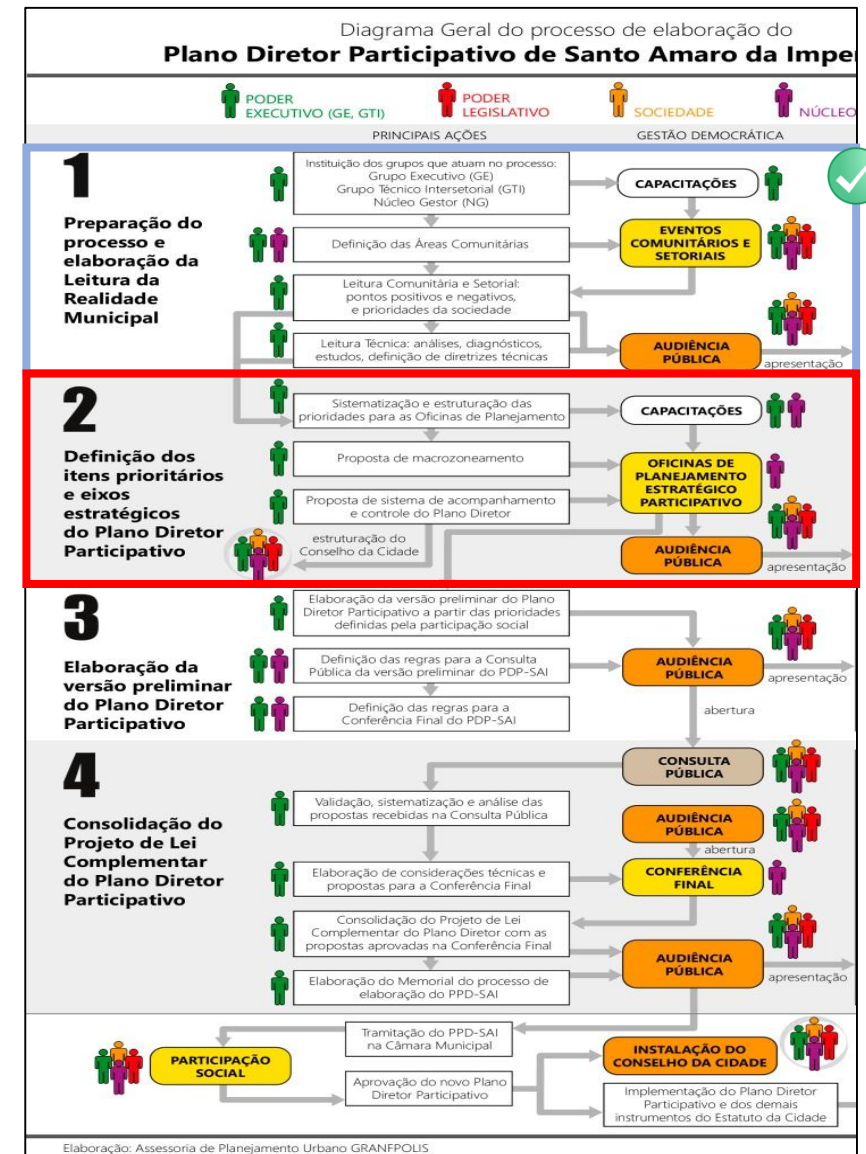 Diagrama Geral do processo de elaboração do
Plano Diretor Participativo de Santo Amaro da Impe
PODER
EXECUTIVO (GE, GTI)
PODER
LEGISLATIVO
SOCIEDADE
NÚCLEO
PRINCIPAIS AÇÕES
GESTÃO DEMOCRÁTICA
1
Preparação do
processo e
elaboração da
Leitura da
Realidade
Municipal
Instituição dos grupos que atuam no processo:
Grupo Executivo (GE)
Grupo Técnico Intersetorial (GTI)
Núcleo Gestor (NG)
CAPACITAÇÕES
Definição das Áreas Comunitárias
EVENTOS
COMUNITÁRIOS E
SETORIAIS
Leitura Comunitária e Setorial:
pontos positivos e negativos,
e prioridades da sociedade
Leitura Técnica: análises, diagnósticos,
estudos, definição de diretrizes técnicas
AUDIÊNCIA
PÚBLICA
apresentação
2
Definição dos
itens prioritários
e eixos
estratégicos
do Plano Diretor
Participativo
Sistematização e estruturação das
prioridades para as Oficinas de Planejamento
CAPACITAÇÕES
Proposta de macrozoneamento
OFICINAS DE
PLANEJAMENTO
ESTRATÉGICO
PARTICIPATIVO
Proposta de sistema de acompanhamento
e controle do Plano Diretor
estruturação do
Conselho da Cidade
AUDIÊNCIA
PÚBLICA
apresentação
3
Elaboração da
versão preliminar
do Plano Diretor
Participativo
Elaboração da versão preliminar do Plano
Diretor Participativo a partir das prioridades
definidas pela participação social
Definição das regras para a Consulta
Pública da versão preliminar do PDP-SAI
AUDIÊNCIA
PÚBLICA
apresentação
Definição das regras para a
Conferência Final do PDP-SAI
abertura
4
Consolidação do
Projeto de Lei
Complementar
do Plano Diretor
Participativo
CONSULTA
PÚBLICA
Validação, sistematização e análise das
propostas recebidas na Consulta Pública
AUDIÊNCIA
PÚBLICA
abertura
Elaboração de considerações técnicas e
propostas para a Conferência Final
CONFERÊNCIA
FINAL
Consolidação do Projeto de Lei
Complementar do Plano Diretor com as
propostas aprovadas na Conferência Final
AUDIÊNCIA
PÚBLICA
apresentação
Elaboração do Memorial do processo de
elaboração do PPD-SAI
Tramitação do PPD-SAI
na Câmara Municipal
PARTICIPAÇÃO
SOCIAL
INSTALAÇÃO DO
CONSELHO DA CIDADE
Aprovação do novo Plano
Diretor Participativo
Implementação do Plano Diretor
Participativo e dos demais
instrumentos do Estatuto da Cidade
Elaboração: Assessoria de Planejamento Urbano GRANFPOLIS